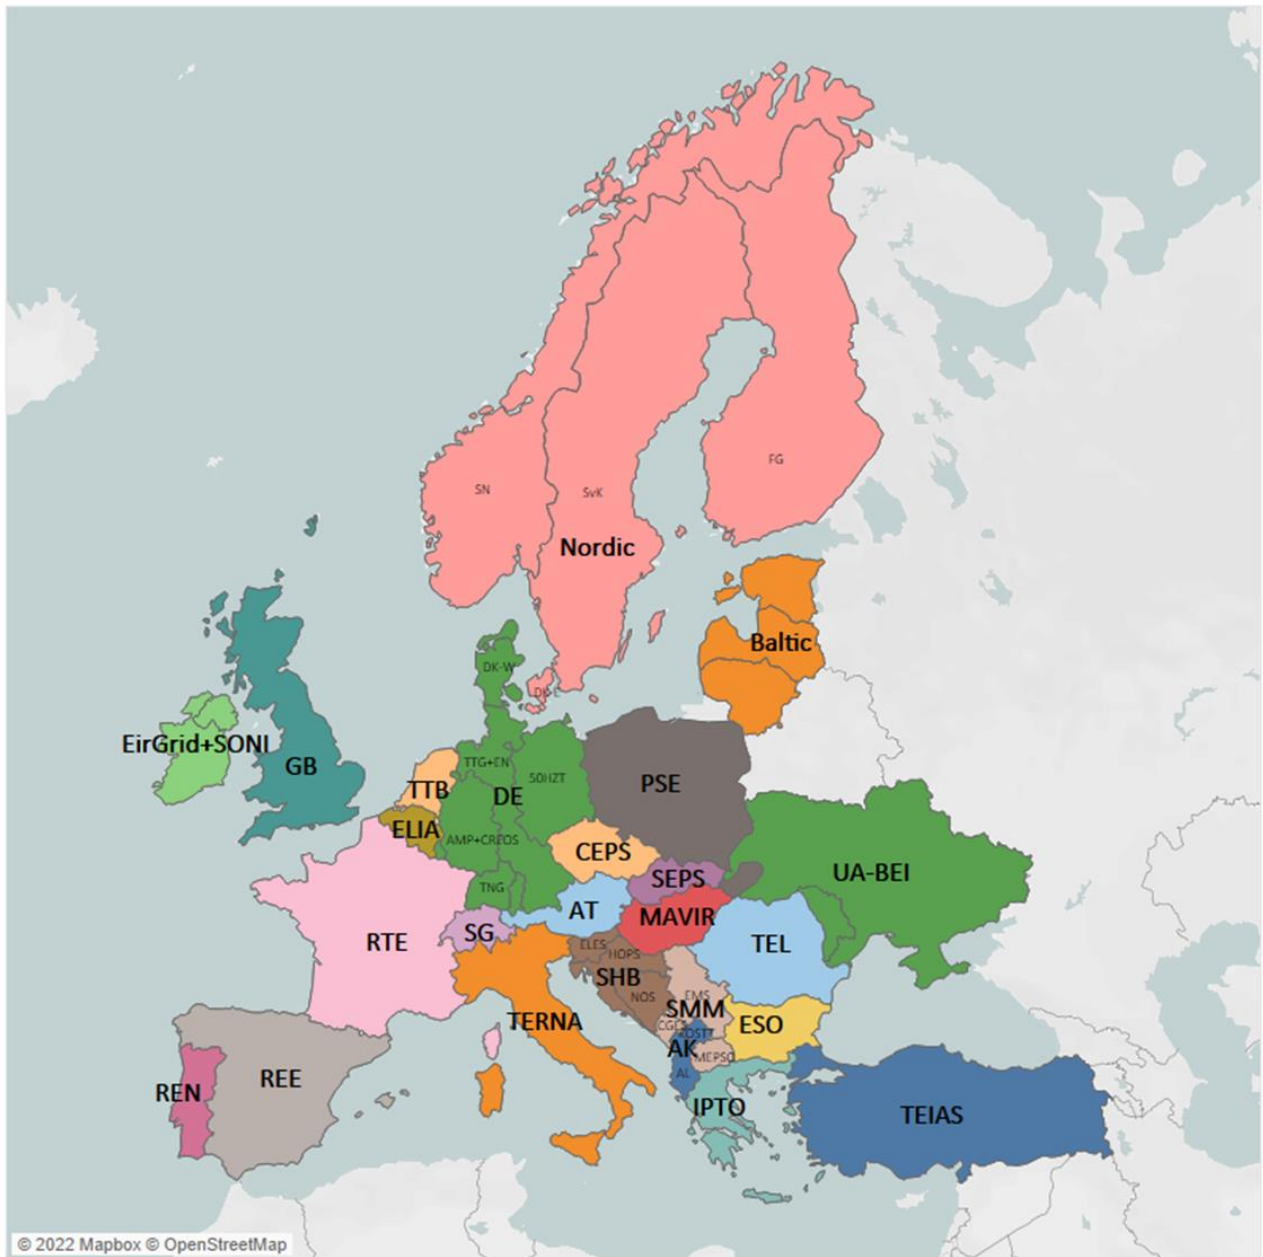 FG
SN
SvK
Nordic
Baltic
DK-W
DK-E
EirGrid+SONI
GB
TTG+EN
50HZT
PSE
TTB
DE
ELIA
AMP+CREOS
CEPS
UA-BEI
SEPS
TNG
AT
MAVIR
SG
RTE
TEL
ELES
HOPS
SHB
NOS
EMS
SMM
CGES
KOSTT
TERNA
ESO
AK
MEPSO
AL
REE
REN
IPTO
TEIAS
© 2022 Mapbox © OpenStreetMap